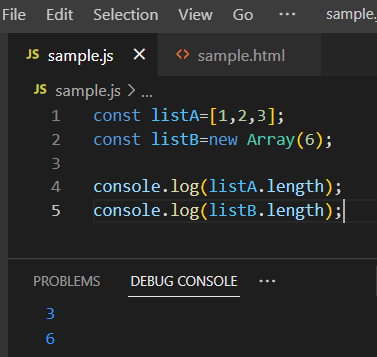 File Edit Selection View Go ··· sample.
JS sample.js × <> sample.html
JS sample.js > ...
1 const listA=[1,2,3];
2 const listB=new Array(6);
3
4 console.log(listA.length);
5 console.log(listB.length);
PROBLEMS DEBUG CONSOLE ···
3
6